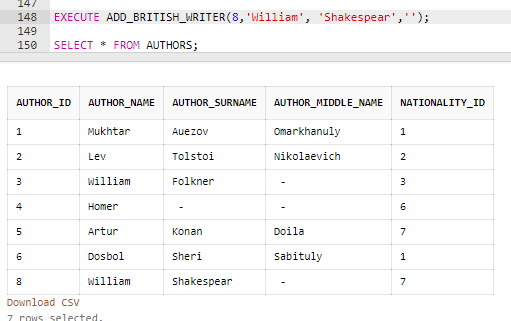 147
148 EXECUTE ADD_BRITISH_WRITER(8,'William', 'Shakespear','');
149
150 SELECT * FROM AUTHORS;
AUTHOR_ID AUTHOR_NAME AUTHOR_SURNAME AUTHOR_MIDDLE_NAME NATIONALITY_ID
1 Mukhtar Auezov Omarkhanuly 1
2 Lev Tolstoi Nikolaevich 2
3 William Folkner - 3
4 Homer - - 6
5 Artur Konan Doila 7
6 Dosbol Sheri Sabituly 1
8 William Shakespear - 7
Download CSV
7 rows selected.